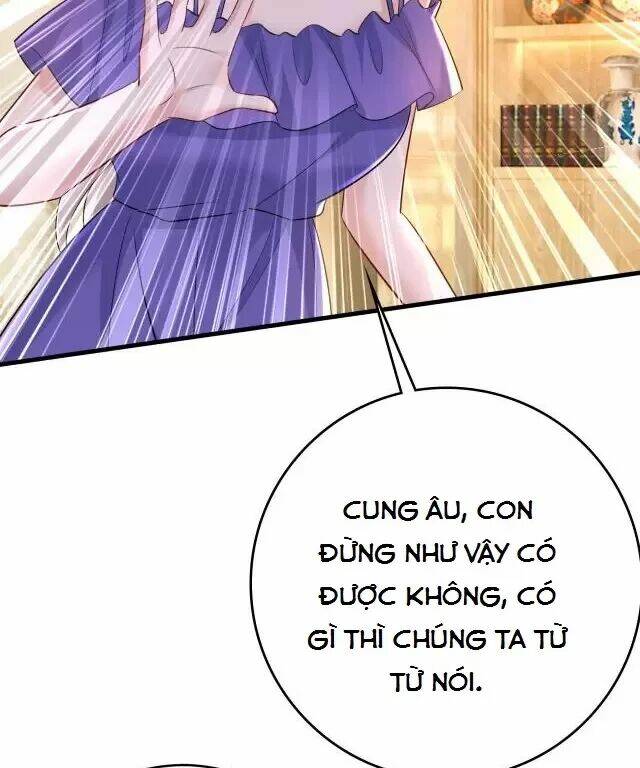 CUNG ÂU, CON
ĐỪNG NHƯ VẬY CÓ
ĐƯỢC KHÔNG, CÓ
GÌ THÌ CHÚNG TA TỪ
TỪ NÓI.